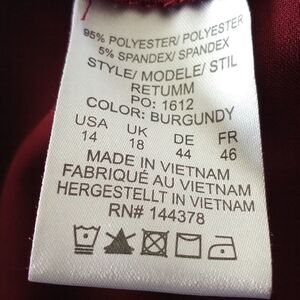 95% POLYESTER/ POLYESTER
5% SPANDEX/ SPANDEX
STYLE/ MODELE/ STIL
RETUMM
PO: 1612
COLOR: BURGUNDY
USA UK DE FR
14 18 44 46
MADE IN VIETNAM
FABRIQUÉ AU VIETNAM
HERGESTELLT IN VIETNAM
RN# 144378